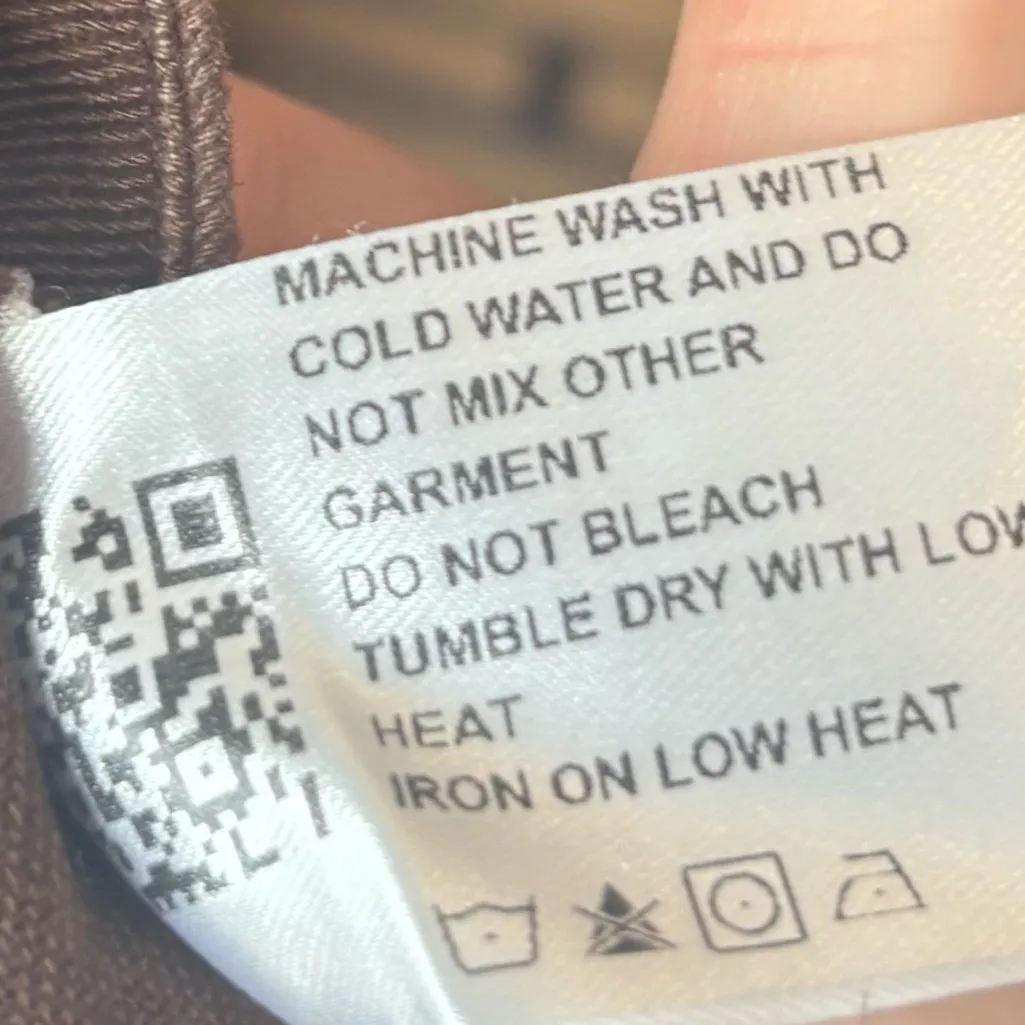 MACHINE WASH WITH
COLD WATER AND DO
NOT MIX OTHER
GARMENT
DO NOT BLEACH
TUMBLE DRY WITH LOW
HEAT
IRON ON LOW HEAT